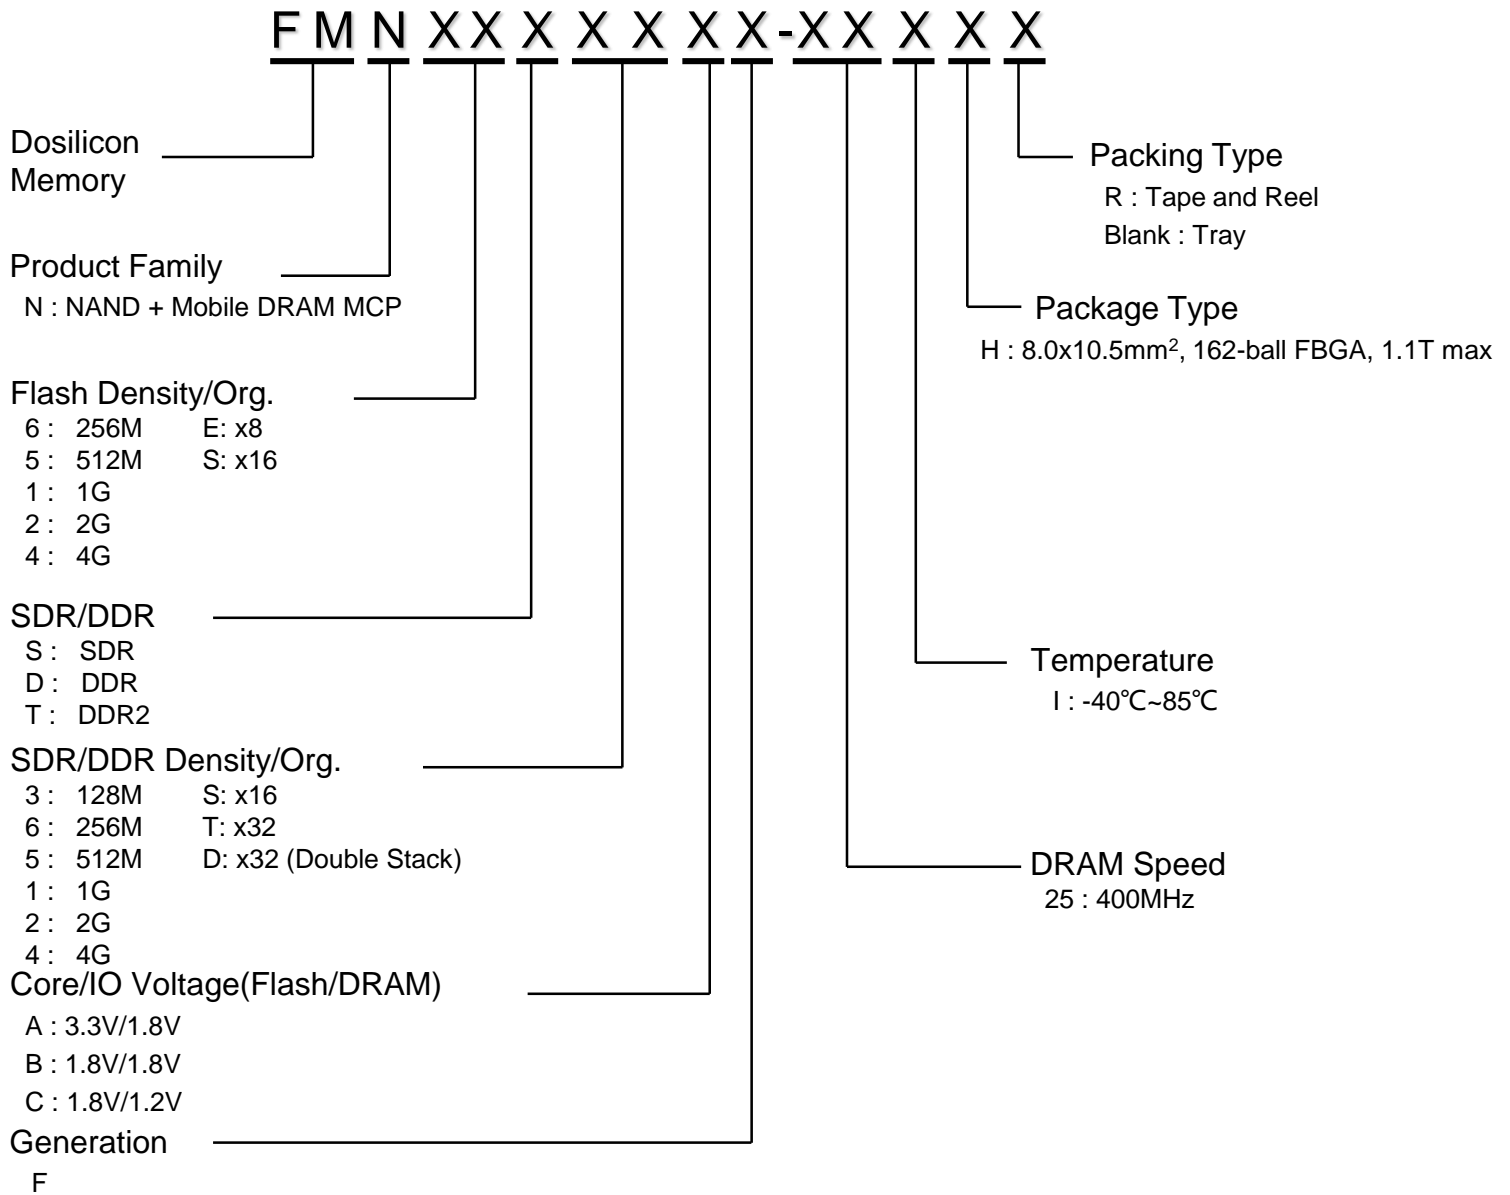 F M N X X X X X X X - X X X X X
Dosilicon
Memory
Product Family
N : NAND + Mobile DRAM MCP
Flash Density/Org.
6 : 256M E: x8
5 : 512M S: x16
1 : 1G
2 : 2G
4 : 4G
SDR/DDR
S : SDR
D : DDR
T : DDR2
SDR/DDR Density/Org.
3 : 128M S: x16
6 : 256M T: x32
5 : 512M D: x32 (Double Stack)
1 : 1G
2 : 2G
4 : 4G
Core/IO Voltage(Flash/DRAM)
A : 3.3V/1.8V
B : 1.8V/1.8V
C : 1.8V/1.2V
Generation
F
Packing Type
R : Tape and Reel
Blank : Tray
Package Type
H : 8.0x10.5mm², 162-ball FBGA, 1.1T max
Temperature
I : -40℃~85℃
DRAM Speed
25 : 400MHz